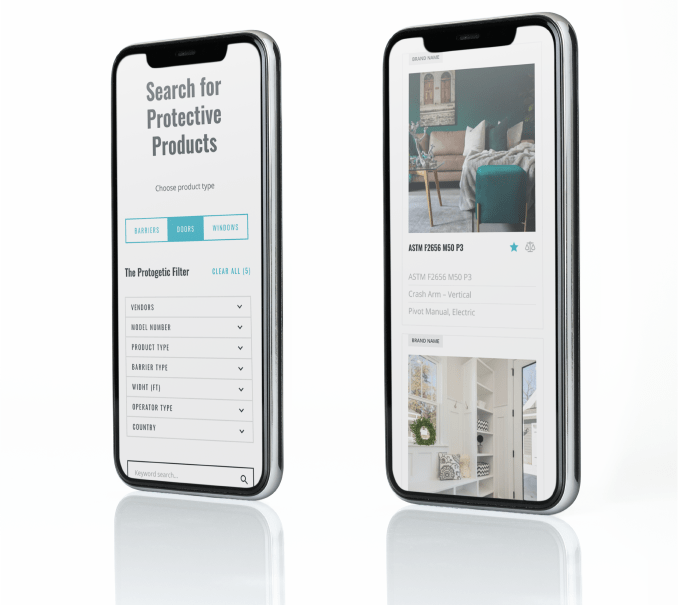 Search for
Protective
Products
Choose product type
BARRIERS
DOORS
WINDOWS
The Protogetic Filter
CLEAR ALL (5)
VENDORS
MODEL NUMBER
PRODUCT TYPE
BARRIER TYPE
WIDHT (FT)
OPERATOR TYPE
COUNTRY
Keyword search...
BRAND NAME
ASTM F2656 M50 P3
ASTM F2656 M50 P3
Crash Arm – Vertical
Pivot Manual, Electric
BRAND NAME